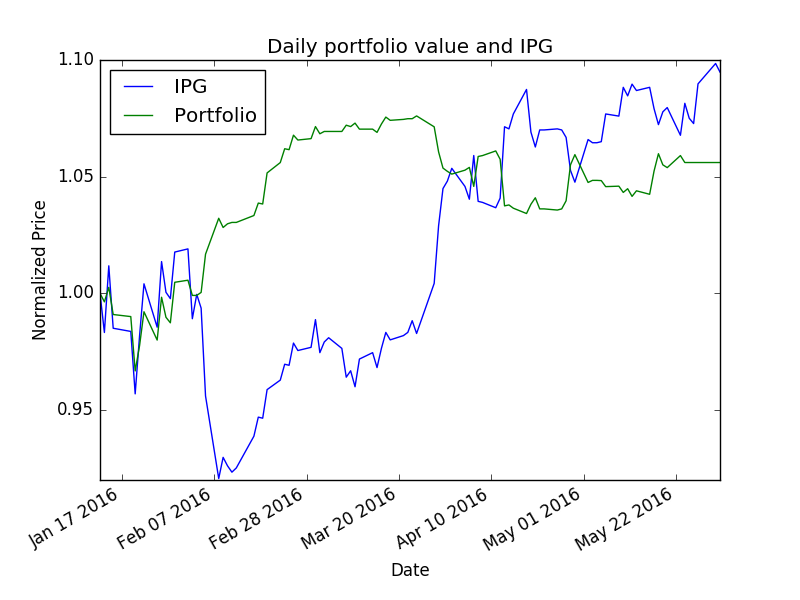 Daily portfolio value and IPG
IPG
Portfolio
1.10
1.05
1.00
0.95
Normalized Price
Jan 17 2016
Feb 07 2016
Feb 28 2016
Mar 20 2016
Apr 10 2016
May 01 2016
May 22 2016
Date